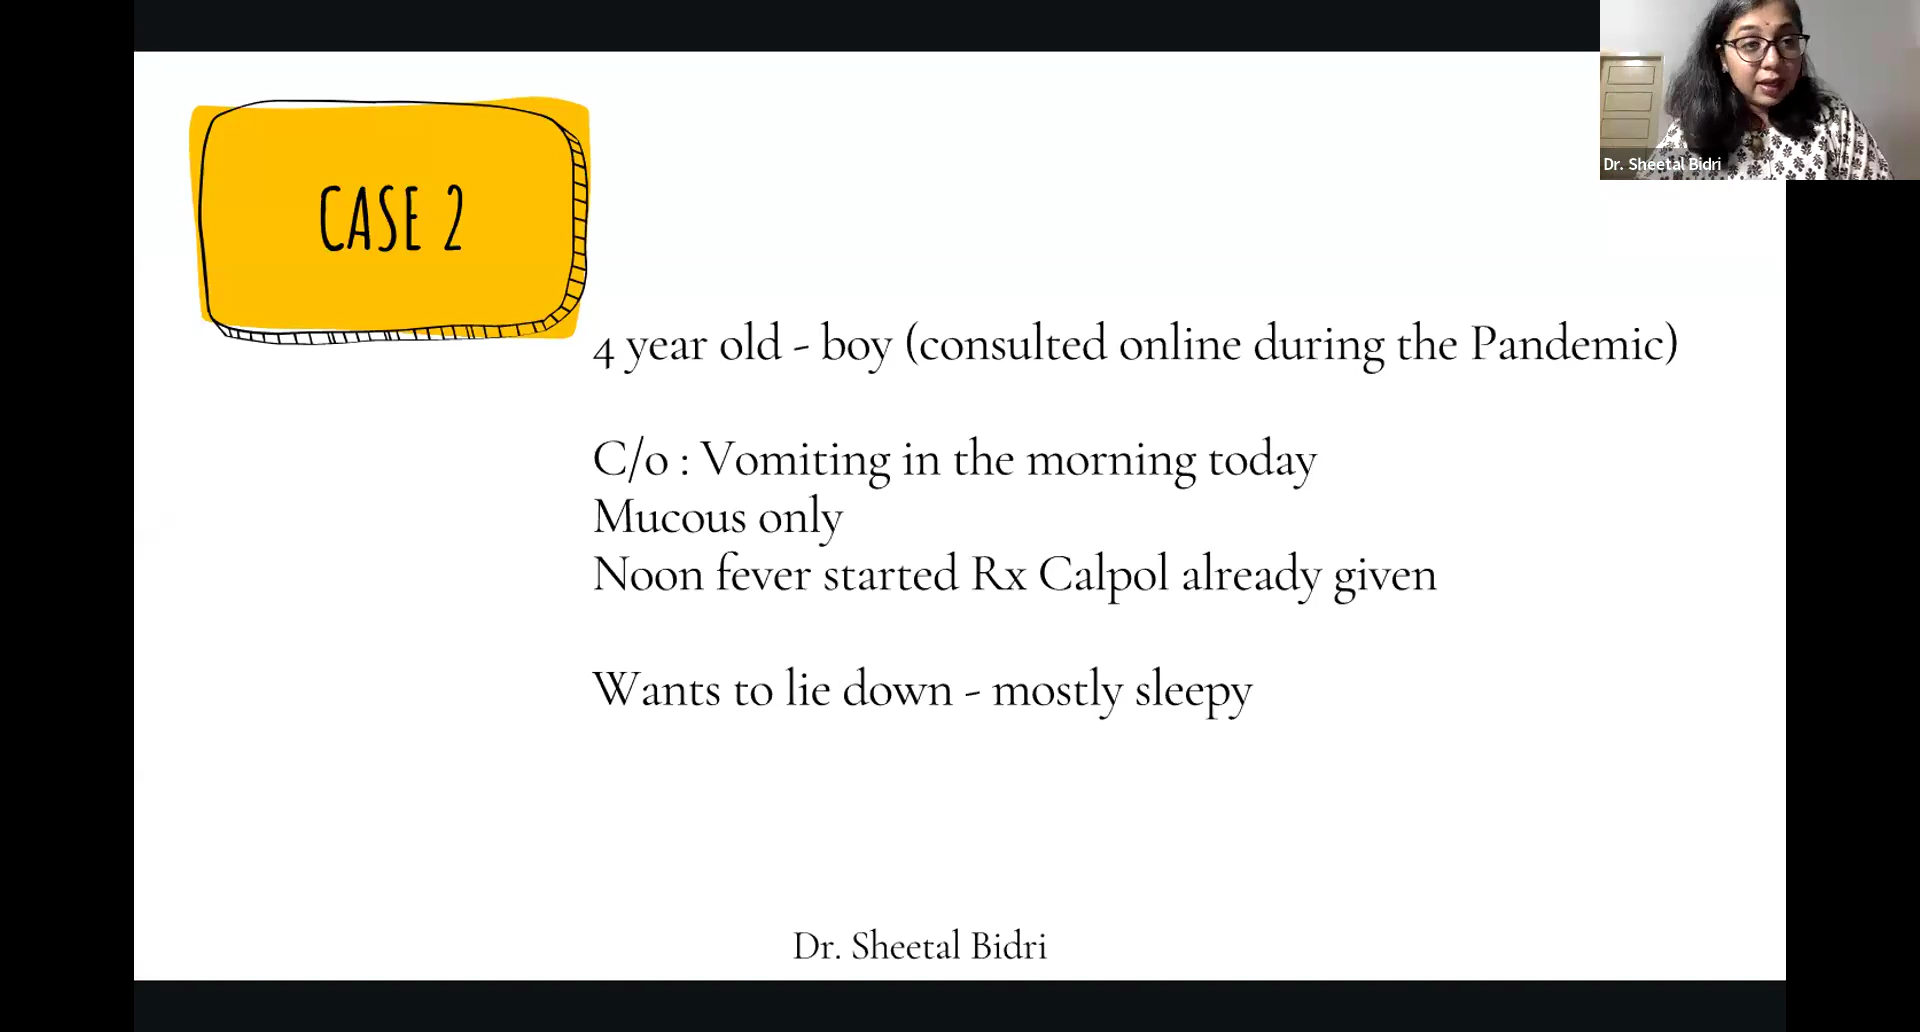 CASE 2
Dr. Sheetal Bidri
4 year old - boy (consulted online during the Pandemic)
C/o : Vomiting in the morning today
Mucous only
Noon fever started Rx Calpol already given
Wants to lie down - mostly sleepy
Dr. Sheetal Bidri